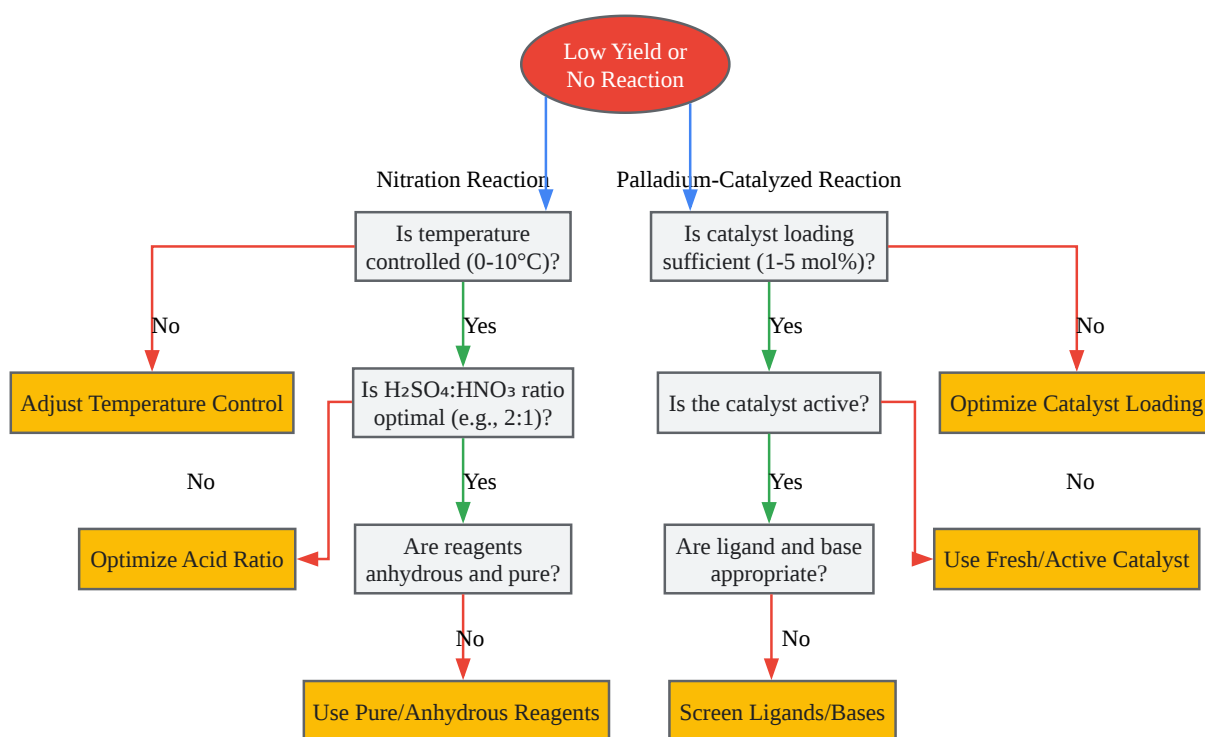 Low Yield or
No Reaction
Nitration Reaction
Palladium-Catalyzed Reaction
Is temperature
controlled (0-10°C)?
Is catalyst loading
sufficient (1-5 mol%)?
No
Yes
Yes
No
Adjust Temperature Control
Is H₂SO₄:HNO₃ ratio
optimal (e.g., 2:1)?
Is the catalyst active?
Optimize Catalyst Loading
No
Yes
Yes
No
Optimize Acid Ratio
Are reagents
anhydrous and pure?
Are ligand and base
appropriate?
Use Fresh/Active Catalyst
No
No
Use Pure/Anhydrous Reagents
Screen Ligands/Bases